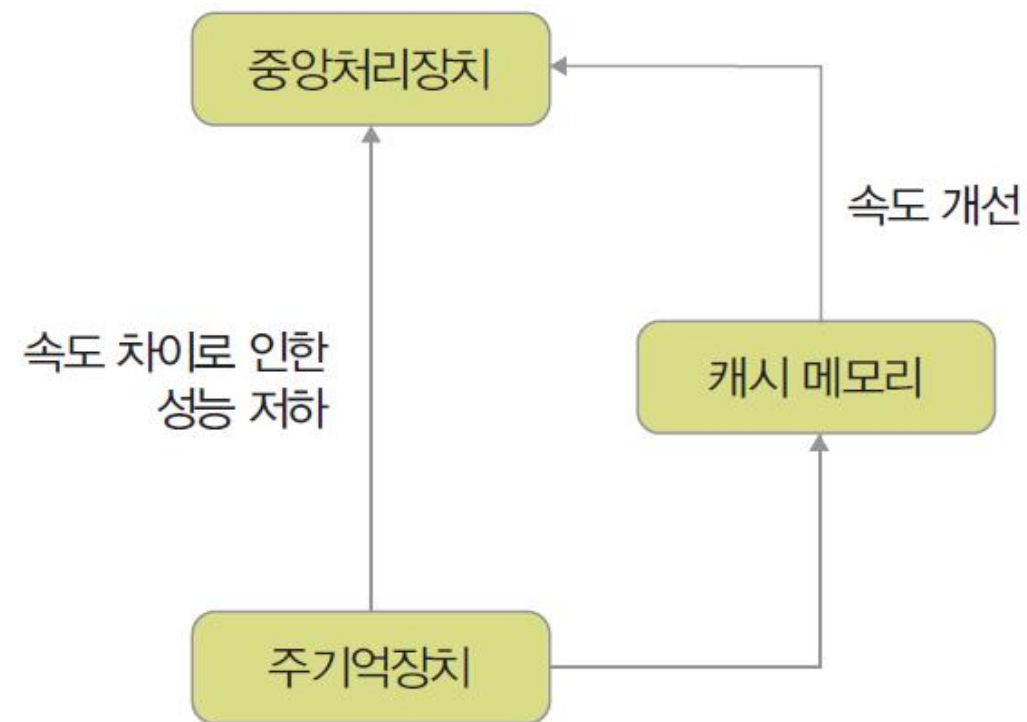 중앙처리장치
속도 개선
속도 차이로 인한
성능 저하
캐시 메모리
주기억장치